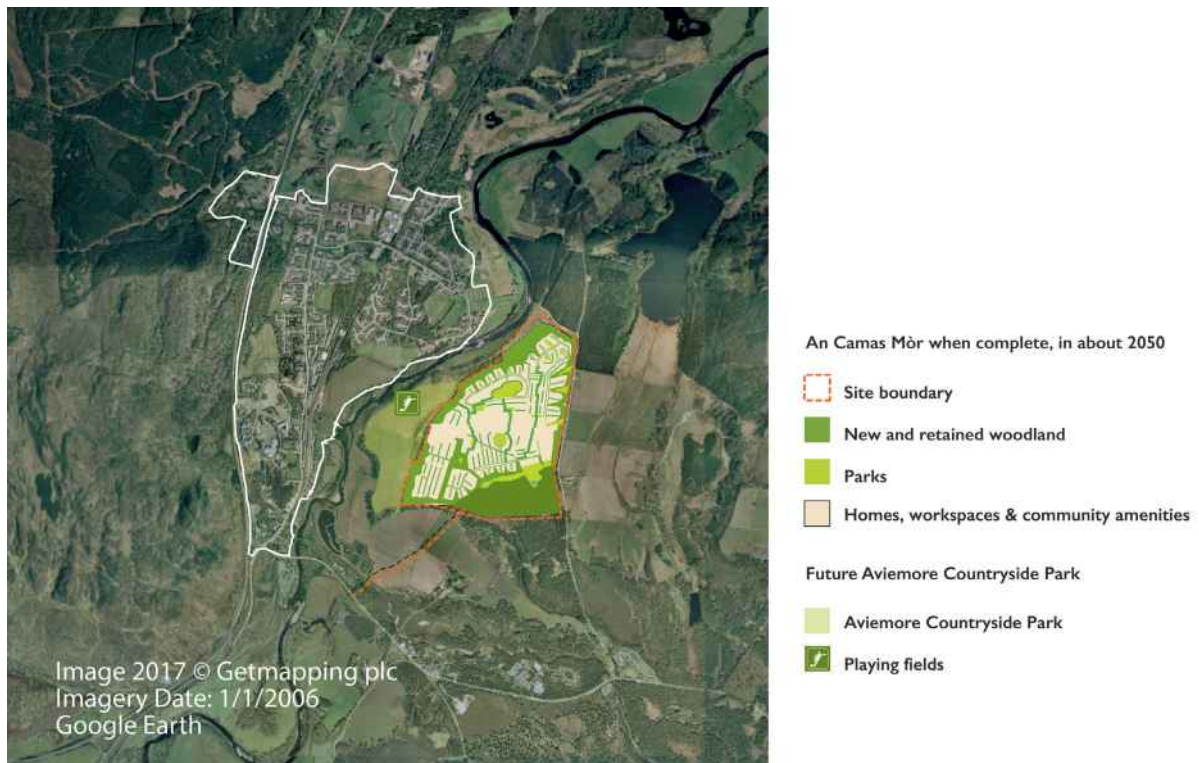 An Camas Mòr when complete, in about 2050
Site boundary
New and retained woodland
Parks
Homes, workspaces & community amenities
Future Aviemore Countryside Park
Aviemore Countryside Park
Playing fields
Image 2017 © Getmapping plc
Imagery Date: 1/1/2006
Google Earth